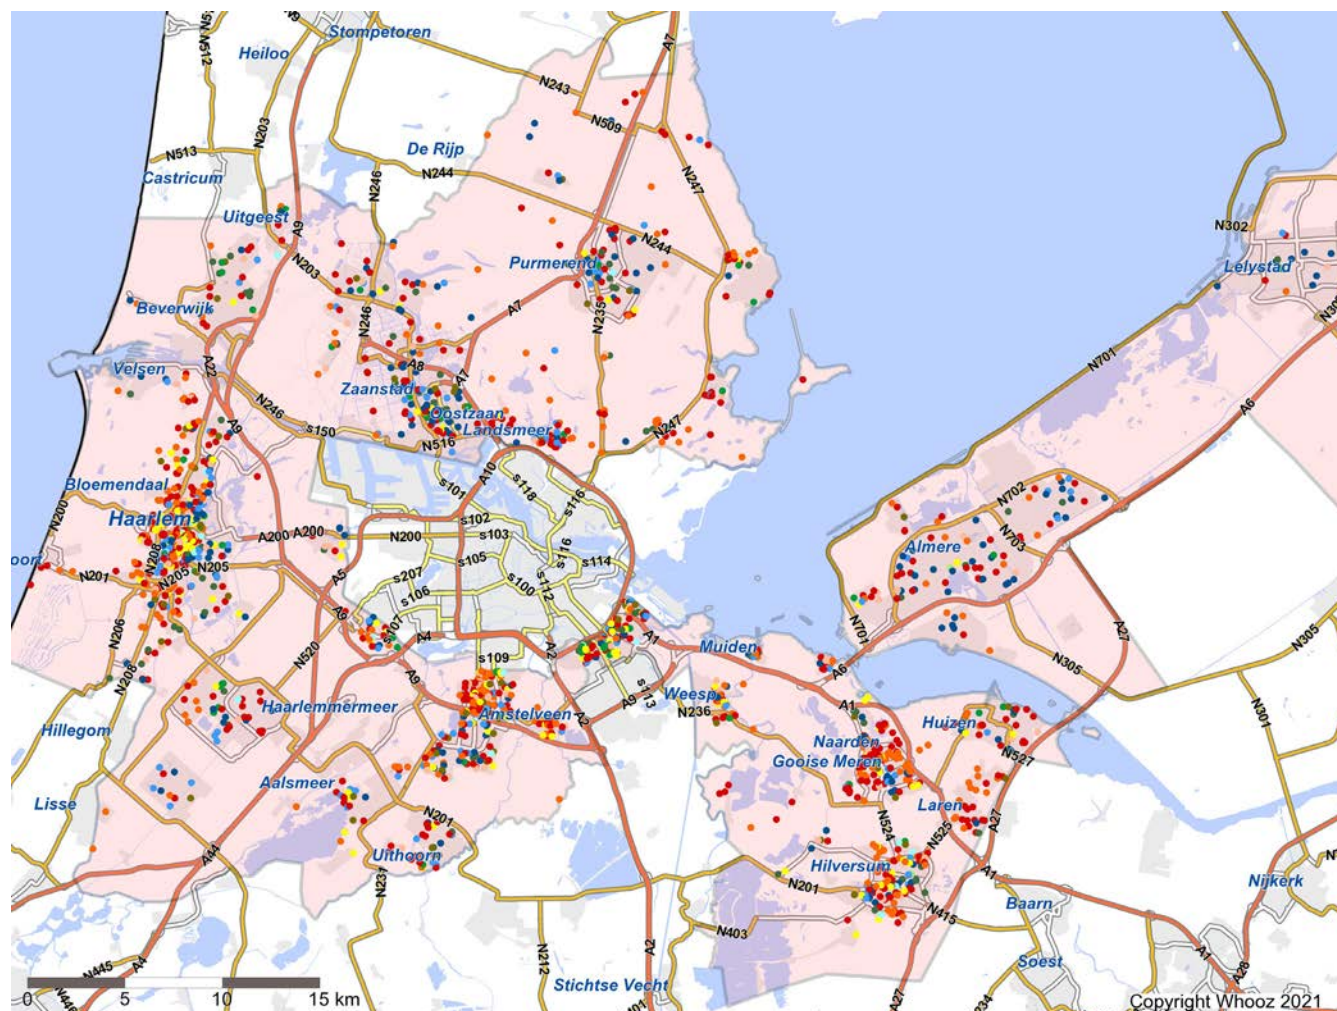 Stompetoren
Heiloo
N512
N9
A7
N243
N203
N509
N513
De Rijp
Castricum
N244
N246
N247
Uitgeest
A9
N302
N244
N203
Purmerend
Lelystad
Beverwijk
A7
N246
N235
N701
Velsen
A22
A8
A7
Zaanstad
A6
N246
A9
s150
Oostzaan
Landsmeer
N247
N516
A10
Bloemendaal
s101
s118
s116
N702
N200
Haarlem
s102
A200
A200
N200
s103
N703
Almere
N208
s105
s116
s114
N201
N205
N205
s207
A5
s100
s106
s112
N206
A9
s107
A4
A2
A1
N701
A27
N305
N520
s109
Muiden
A6
N305
N208
A9
Weesp
s113
Haarlemmermeer
Amstelveen
A2
A9
N236
A1
Huizen
N301
Hillegom
Naarden
N527
Gooise Meren
Aalsmeer
Lisse
N201
Laren
A27
N524
N525
A44
Uithoorn
Hilversum
A1
N231
N201
Nijkerk
Baarn
N415
N403
A2
N212
A1
Soest
N445
A4
A28
Stichtse Vecht
A27
0 5 10 15 km
Copyright Whooz 2021